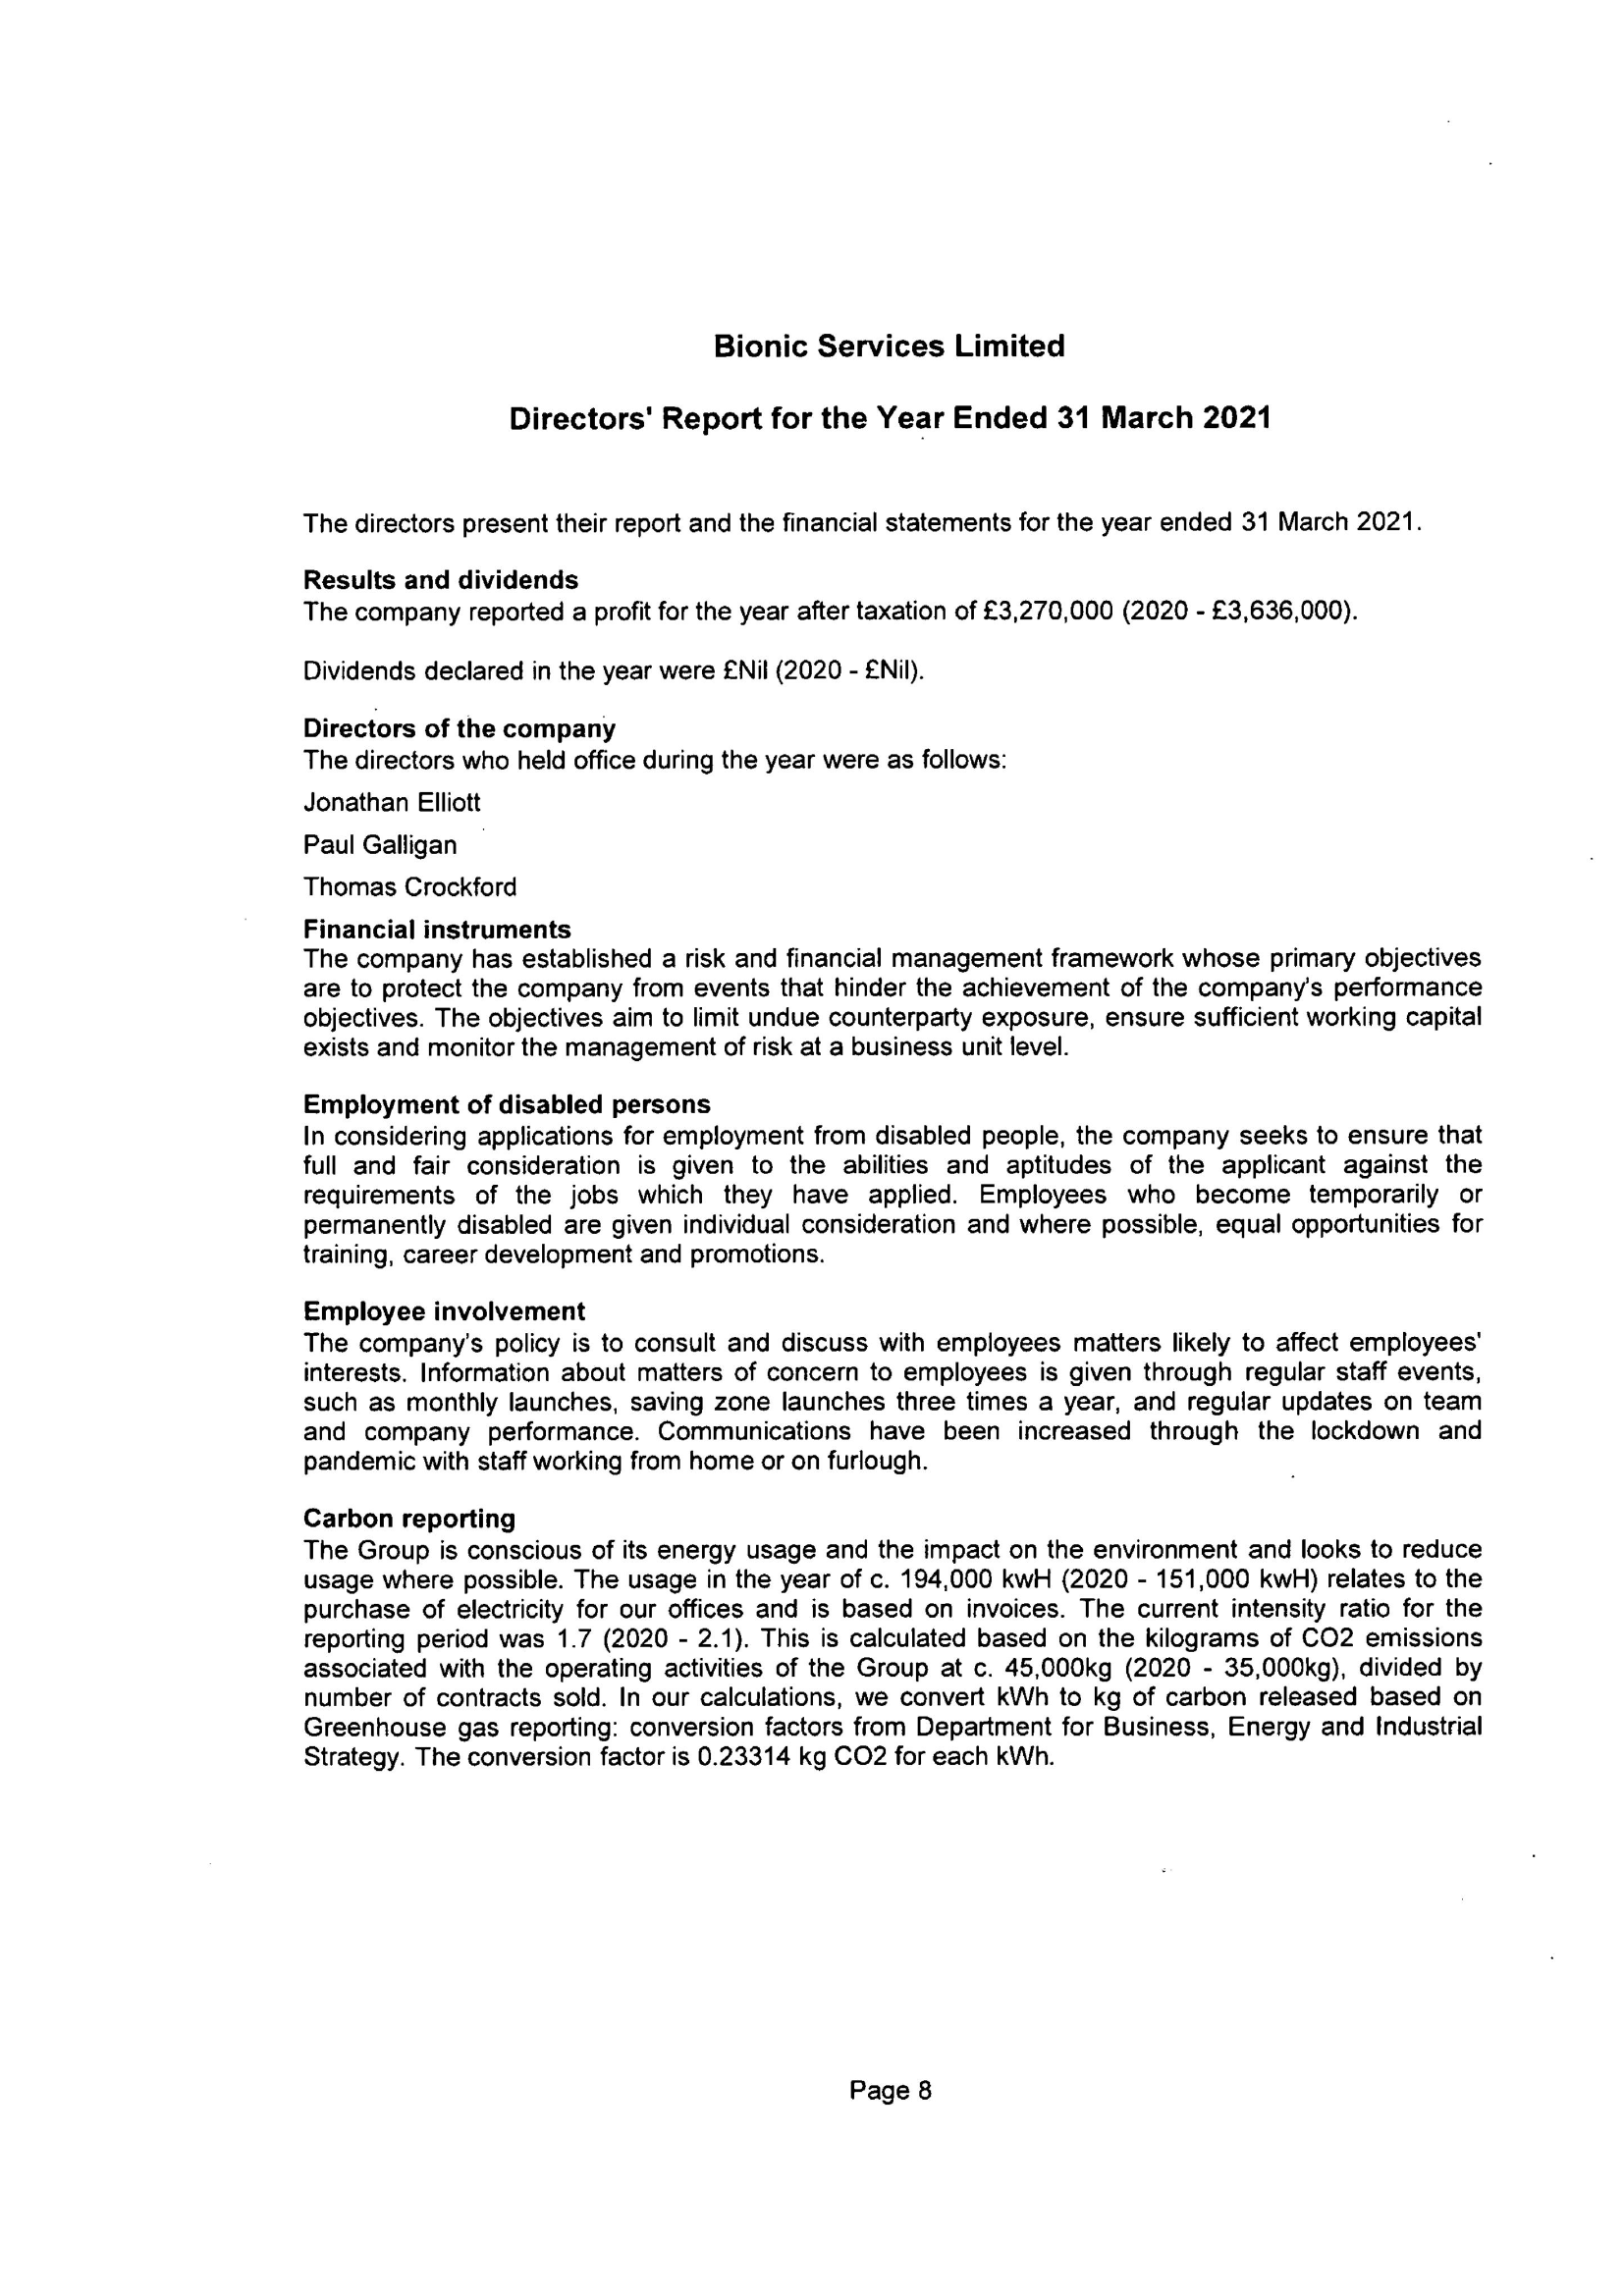 Bionic Services Limited
Directors' Report for the Year Ended 31 March 2021
The directors present their report and the financial statements for the year ended 31 March 2021.
Results and dividends
The company reported a profit for the year after taxation of £3,270,000 (2020 - £3,636,000).
Dividends declared in the year were £Nil (2020 - £Nil).
Directors of the company
The directors who held office during the year were as follows:
Jonathan Elliott
Paul Galligan
Thomas Crockford
Financial instruments
The company has established a risk and financial management framework whose primary objectives
are to protect the company from events that hinder the achievement of the company's performance
objectives. The objectives aim to limit undue counterparty exposure, ensure sufficient working capital
exists and monitor the management of risk at a business unit level.
Employment of disabled persons
In considering applications for employment from disabled people, the company seeks to ensure that
full and fair consideration is given to the abilities and aptitudes of the applicant against the
requirements of the jobs which they have applied. Employees who become temporarily or
permanently disabled are given individual consideration and where possible, equal opportunities for
training, career development and promotions.
Employee involvement
The company's policy is to consult and discuss with employees matters likely to affect employees'
interests. Information about matters of concern to employees is given through regular staff events,
such as monthly launches, saving zone launches three times a year, and regular updates on team
and company performance. Communications have been increased through the lockdown and
pandemic with staff working from home or on furlough.
Carbon reporting
The Group is conscious of its energy usage and the impact on the environment and looks to reduce
usage where possible. The usage in the year of c. 194,000 kwH (2020 - 151,000 kwH) relates to the
purchase of electricity for our offices and is based on invoices. The current intensity ratio for the
reporting period was 1.7 (2020 - 2.1). This is calculated based on the kilograms of CO2 emissions
associated with the operating activities of the Group at c. 45,000kg (2020 - 35,000kg), divided by
number of contracts sold. In our calculations, we convert kWh to kg of carbon released based on
Greenhouse gas reporting: conversion factors from Department for Business, Energy and Industrial
Strategy. The conversion factor is 0.23314 kg CO2 for each kWh.
Page 8